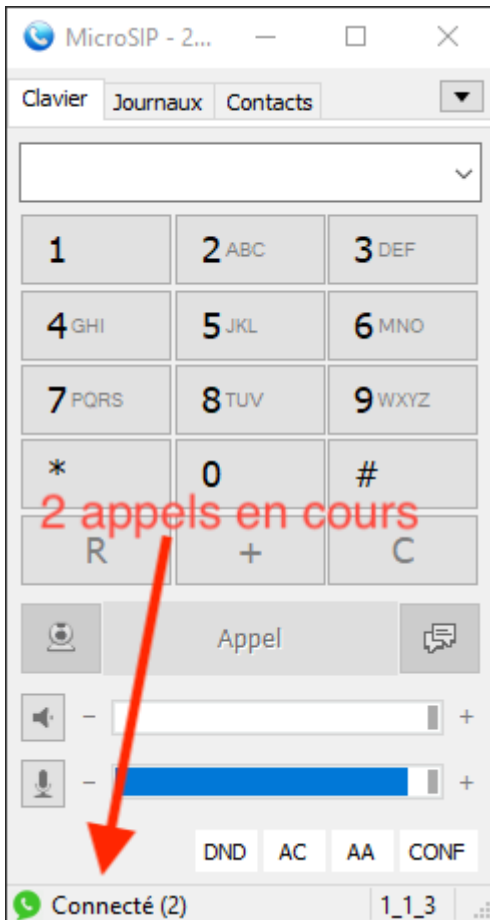 MicroSIP - 2...
Clavier Journaux Contacts
1 2 ABC 3 DEF
4 GHI 5 JKL 6 MNO
7 PQRS 8 TUV 9 WXYZ
* 0 #
2 appels en cours
R + C
Appel
- +
- +
DND AC AA CONF
Connecté (2) 1_1_3